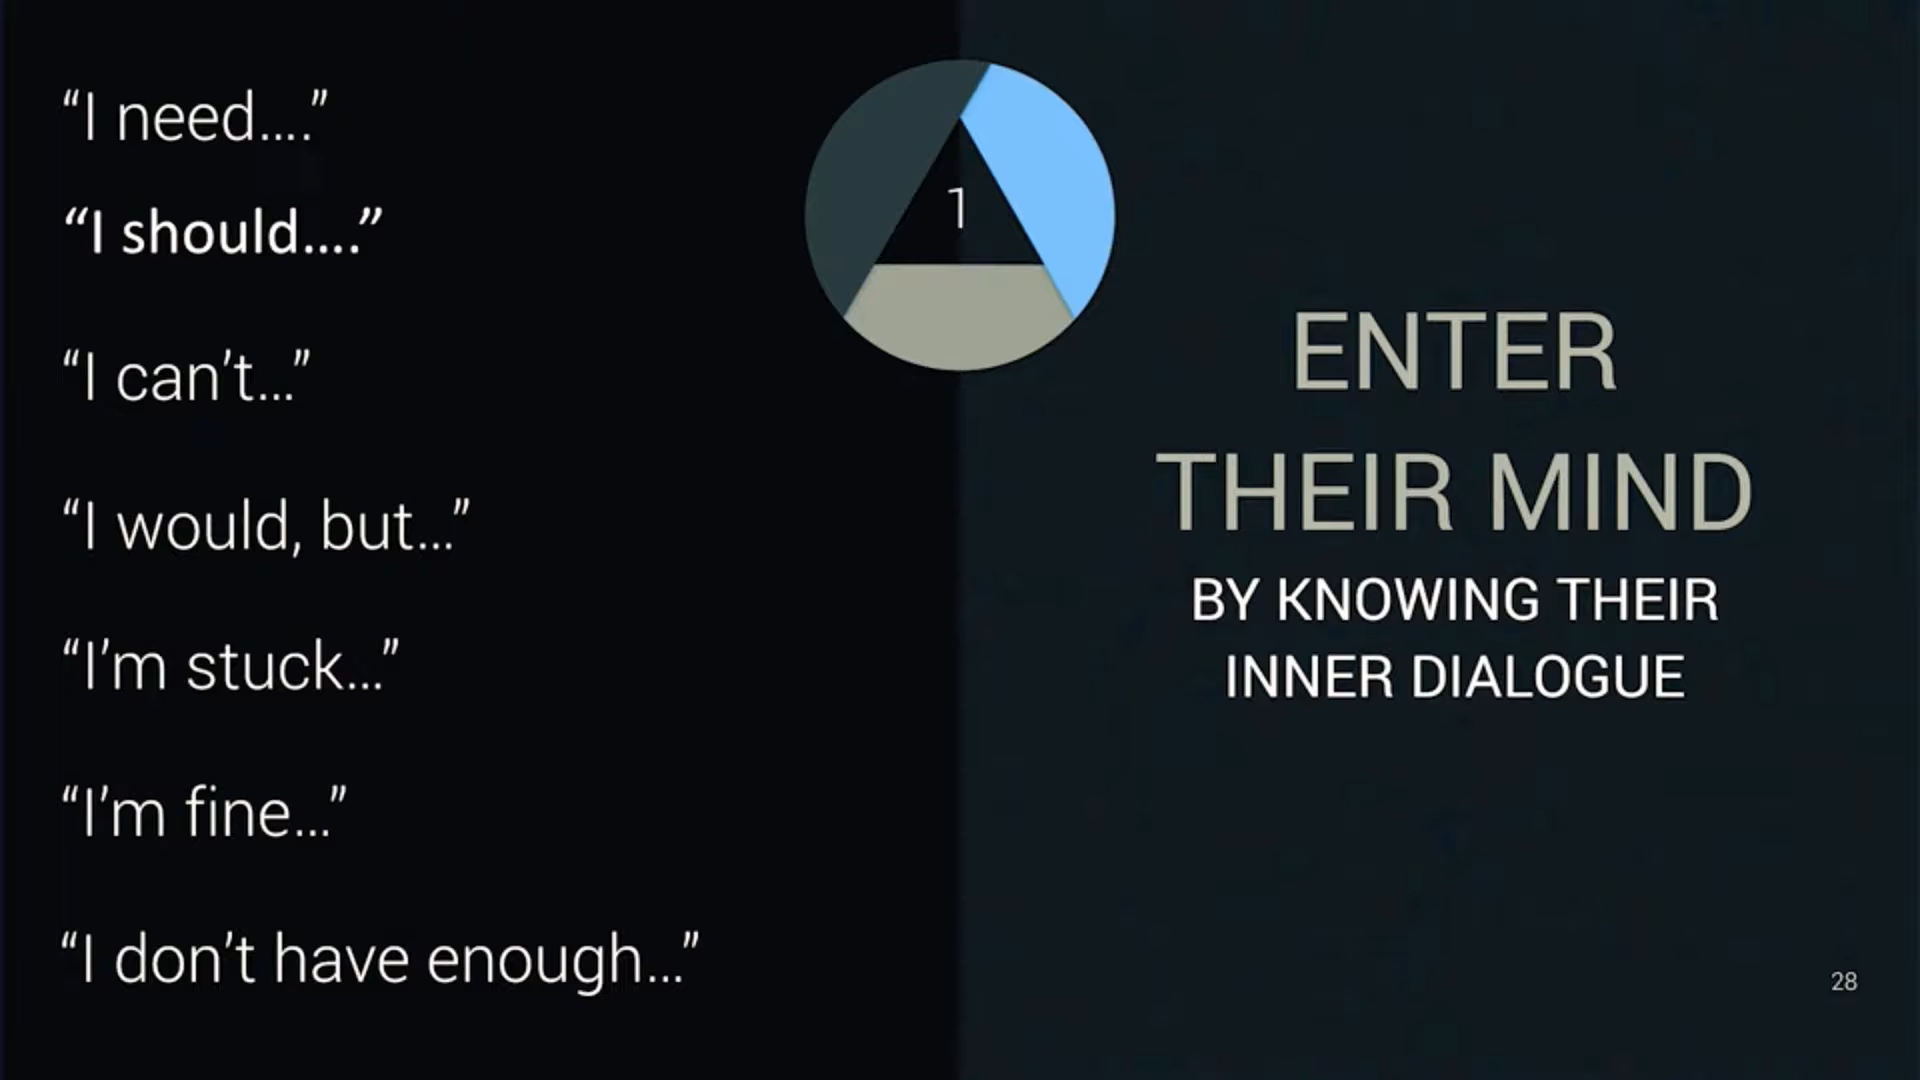 “I need....”
“I should....”
“I can’t...”
“I would, but...”
“I’m stuck...”
“I’m fine...”
“I don’t have enough...”
1
ENTER
THEIR MIND
BY KNOWING THEIR
INNER DIALOGUE
28